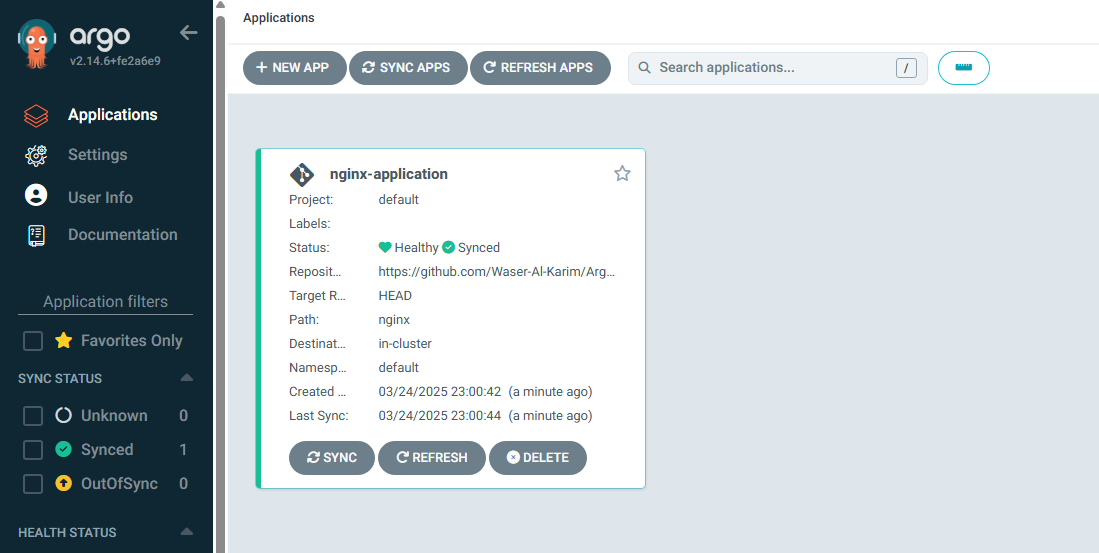 argo
v2.14.6+fe2a6e9
Applications
Settings
User Info
Documentation
Application filters
Favorites Only
SYNC STATUS
Unknown 0
Synced 1
OutOfSync 0
HEALTH STATUS
Applications
NEW APP SYNC APPS REFRESH APPS Search applications... /
nginx-application
Project: default
Labels:
Status: Healthy Synced
Reposit... https://github.com/Waser-Al-Karim/Arg...
Target R... HEAD
Path: nginx
Destinat... in-cluster
Namesp... default
Created ... 03/24/2025 23:00:42 (a minute ago)
Last Sync: 03/24/2025 23:00:44 (a minute ago)
SYNC REFRESH DELETE